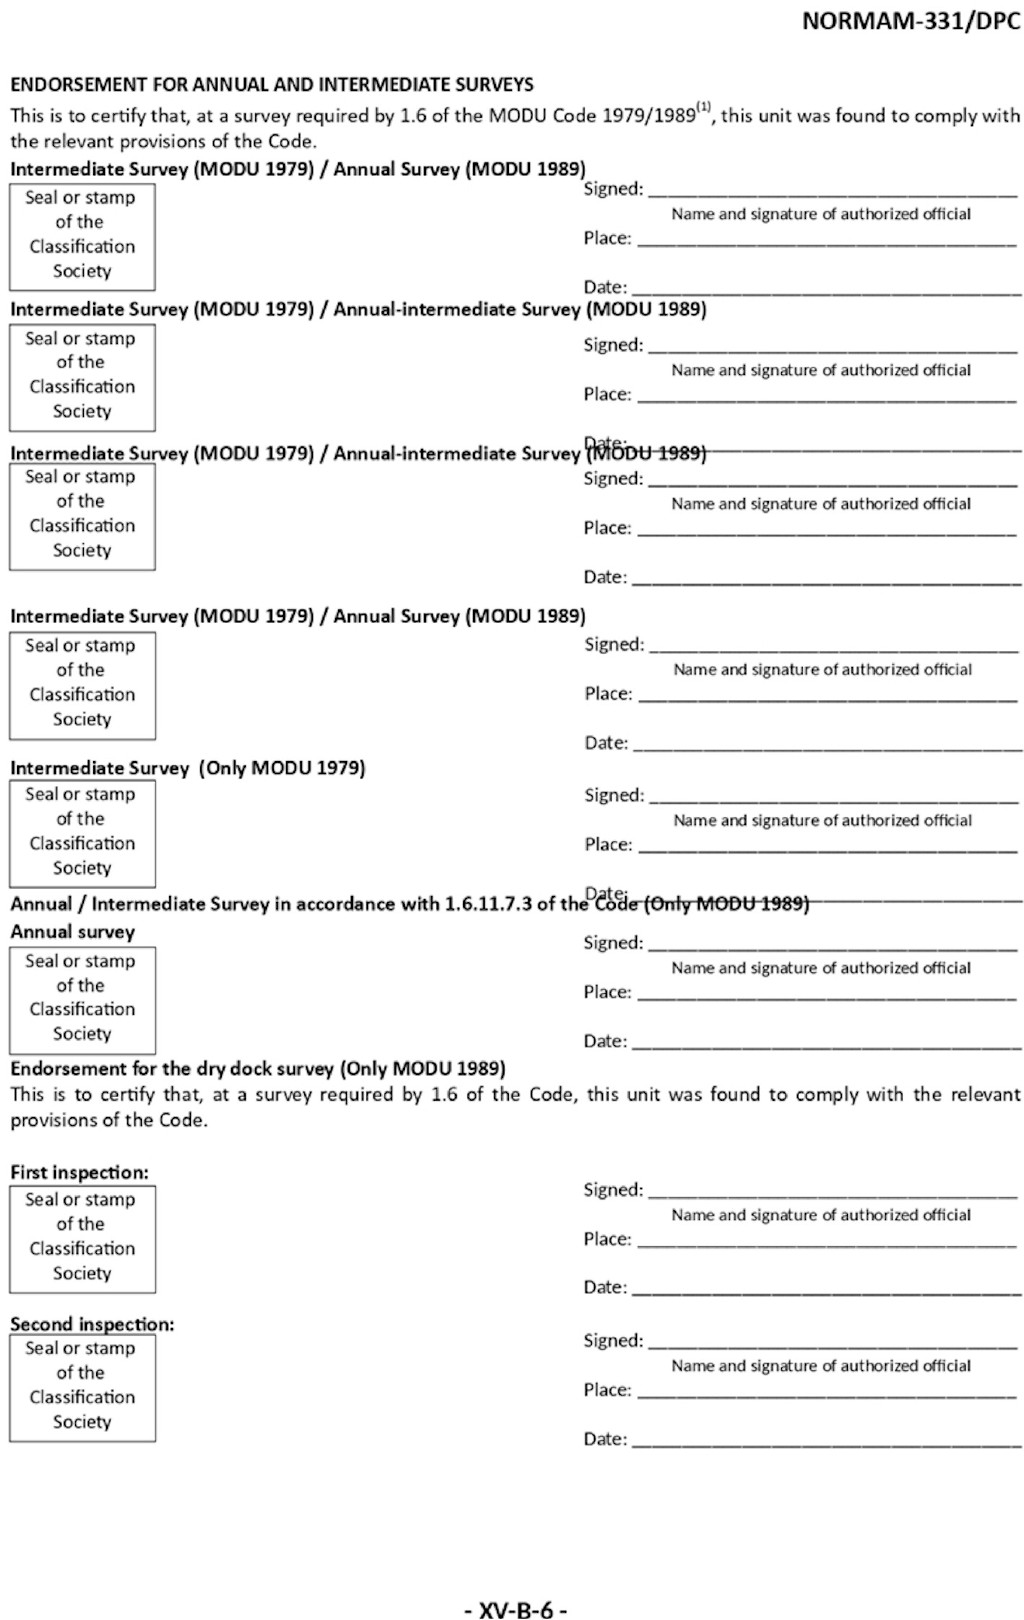 NORMAM-331/DPC
ENDORSEMENT FOR ANNUAL AND INTERMEDIATE SURVEYS
This is to certify that, at a survey required by 1.6 of the MODU Code 1979/1989(1), this unit was found to comply with
the relevant provisions of the Code.
Intermediate Survey (MODU 1979) / Annual Survey (MODU 1989)
Seal or stamp
of the
Classification
Society
Signed: ____________________
Name and signature of authorized official
Place: ____________________
Date: ____________________
Intermediate Survey (MODU 1979) / Annual-intermediate Survey (MODU 1989)
Seal or stamp
of the
Classification
Society
Signed: ____________________
Name and signature of authorized official
Place: ____________________
Date: ____________________
Intermediate Survey (MODU 1979) / Annual-intermediate Survey (MODU 1989)
Seal or stamp
of the
Classification
Society
Signed: ____________________
Name and signature of authorized official
Place: ____________________
Date: ____________________
Intermediate Survey (MODU 1979) / Annual Survey (MODU 1989)
Seal or stamp
of the
Classification
Society
Signed: ____________________
Name and signature of authorized official
Place: ____________________
Date: ____________________
Intermediate Survey (Only MODU 1979)
Seal or stamp
of the
Classification
Society
Signed: ____________________
Name and signature of authorized official
Place: ____________________
Date: ____________________
Annual / Intermediate Survey in accordance with 1.6.11.7.3 of the Code (Only MODU 1989)
Annual survey
Seal or stamp
of the
Classification
Society
Signed: ____________________
Name and signature of authorized official
Place: ____________________
Date: ____________________
Endorsement for the dry dock survey (Only MODU 1989)
This is to certify that, at a survey required by 1.6 of the Code, this unit was found to comply with the relevant
provisions of the Code.
First inspection:
Seal or stamp
of the
Classification
Society
Signed: ____________________
Name and signature of authorized official
Place: ____________________
Date: ____________________
Second inspection:
Seal or stamp
of the
Classification
Society
Signed: ____________________
Name and signature of authorized official
Place: ____________________
Date: ____________________
- XV-B-6 -